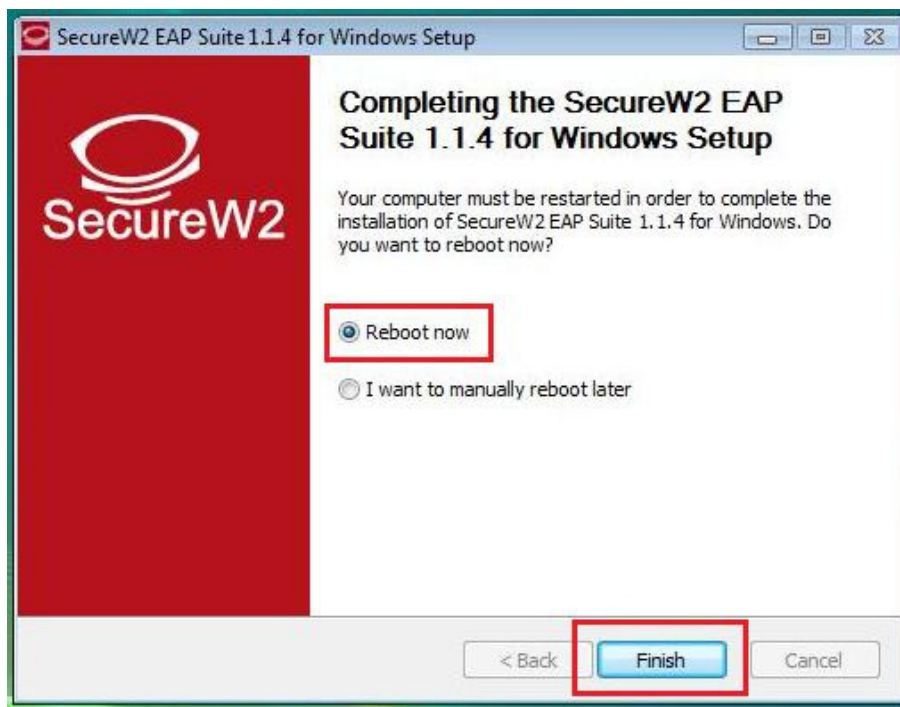 SecureW2 EAP Suite 1.1.4 for Windows Setup
SecureW2
Completing the SecureW2 EAP
Suite 1.1.4 for Windows Setup
Your computer must be restarted in order to complete the
installation of SecureW2 EAP Suite 1.1.4 for Windows. Do
you want to reboot now?
Reboot now
I want to manually reboot later
< Back Finish Cancel